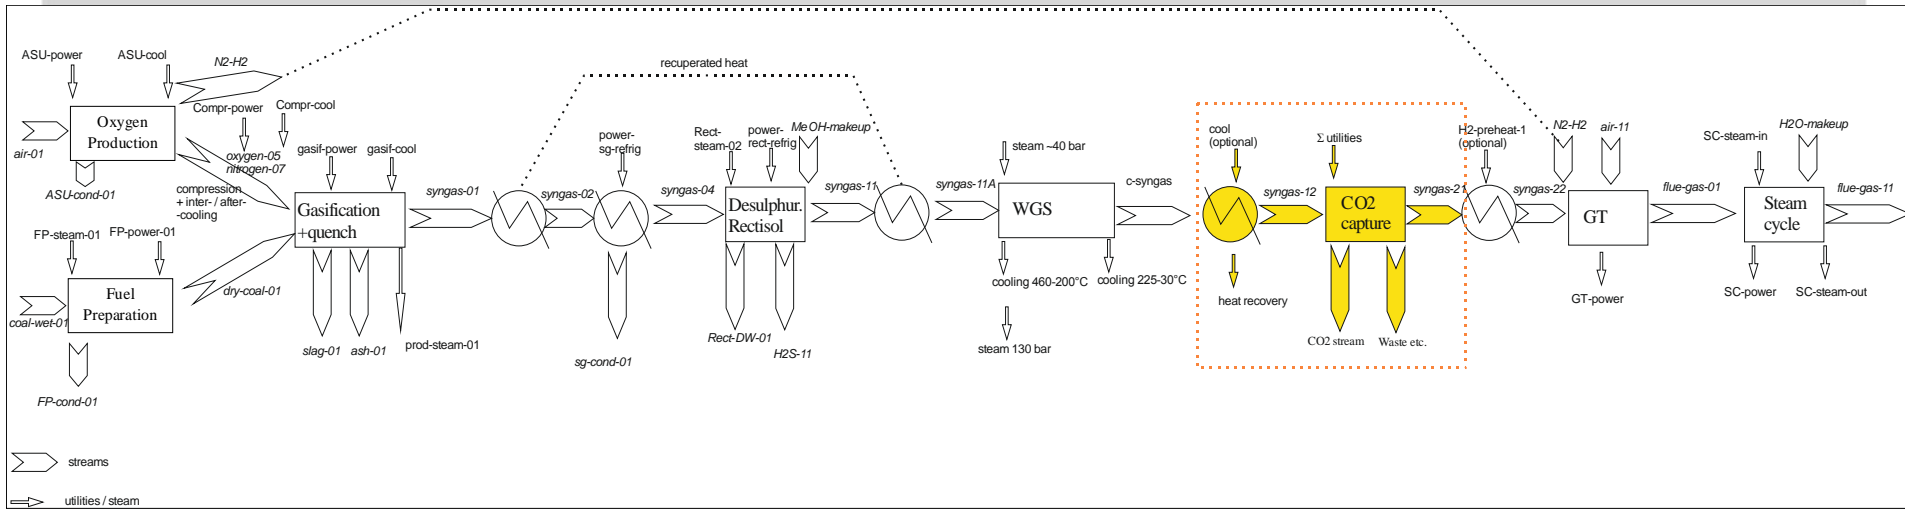 ASU-power
ASU-cool
N2-H2
recuperated heat
Oxygen
Production
air-01
ASU-cond-01
Compr-power
Compr-cool
oxygen-05
nitrogen-07
compression
+ inter- / after-
-cooling
FP-steam-01
FP-power-01
Fuel
Preparation
coal-wet-01
FP-cond-01
dry-coal-01
gasif-power
gasif-cool
Gasification
+quench
slag-01
ash-01
prod-steam-01
syngas-01
syngas-02
power-
sg-refrig
sg-cond-01
syngas-04
Rect-
steam-02
power-
rect-refrig
MeOH-makeup
Desulphur.
Rectisol
Rect-DW-01
H2S-11
syngas-11
syngas-11A
steam ~40 bar
WGS
cooling 460-200°C
steam 130 bar
c-syngas
cooling 225-30°C
cool
(optional)
heat recovery
syngas-12
Σ utilities
CO2
capture
CO2 stream
Waste etc.
syngas-21
H2-preheat-1
(optional)
syngas-22
N2-H2
air-11
GT
GT-power
flue-gas-01
SC-steam-in
H2O-makeup
Steam
cycle
SC-power
SC-steam-out
flue-gas-11
streams
utilities / steam